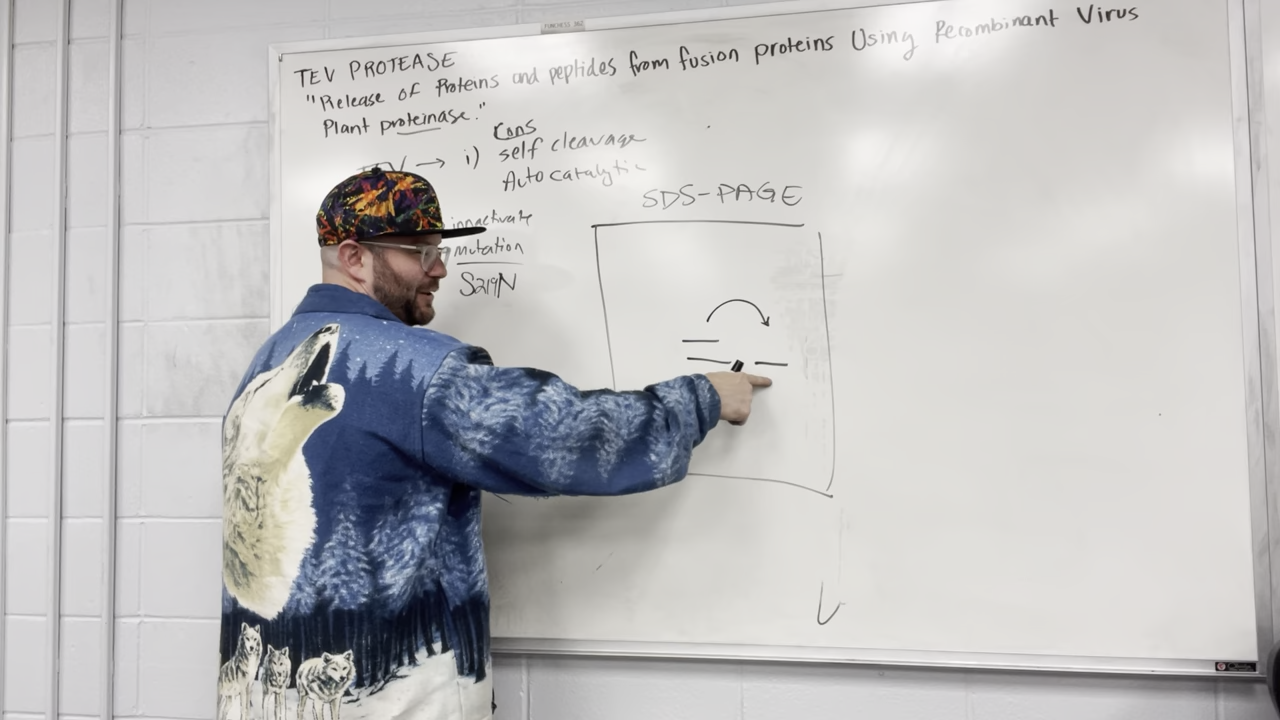 TEV PROTEASE
"Release of Proteins and peptides from fusion proteins Using Recombinant Virus
Plant proteinase."
Cons
→ i) self cleavage
Autocatalytic
innactivate
mutation
S219N
SDS-PAGE